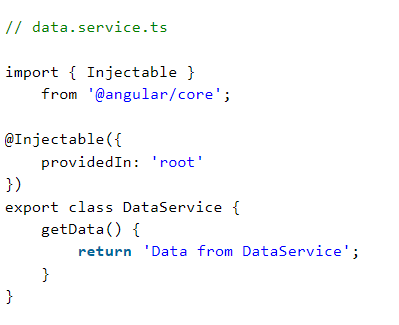 // data.service.ts
import { Injectable }
    from '@angular/core';
@Injectable({
    providedIn: 'root'
})
export class DataService {
    getData() {
        return 'Data from DataService';
    }
}